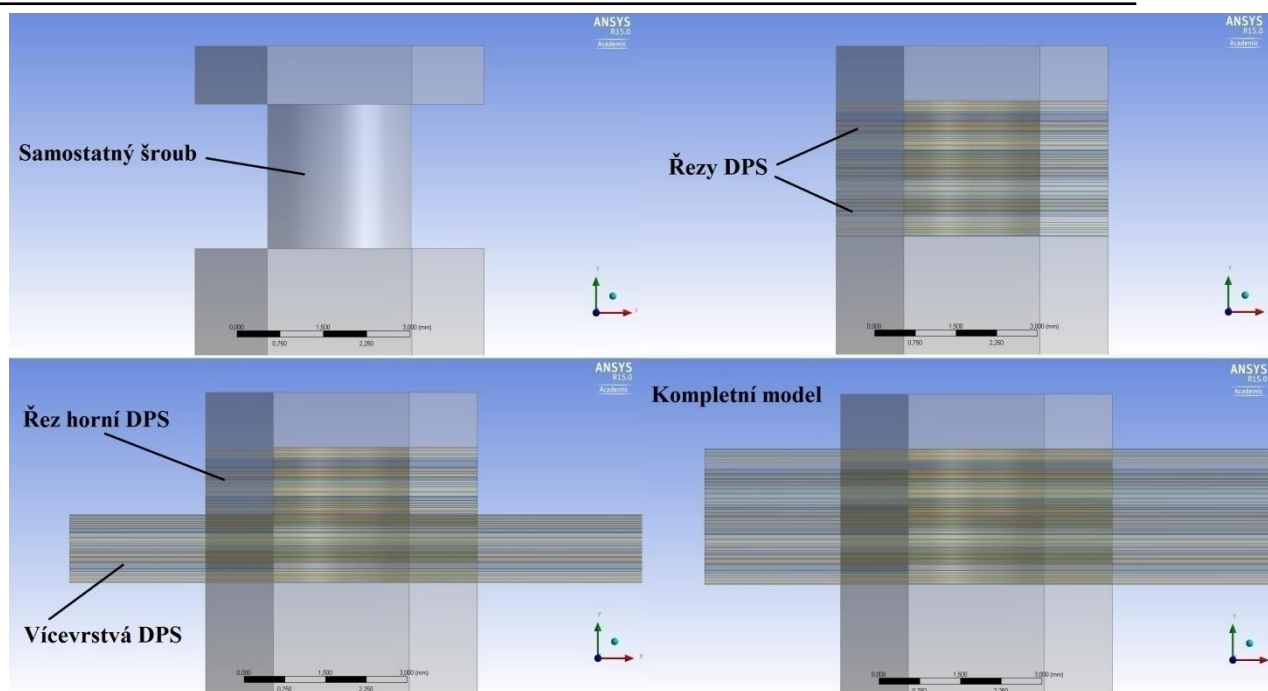 ANSYS
R15.0
Academic
Samostatný šroub
Y
X
0,000 1,500 3,000 (mm)
0,750 2,250
ANSYS
R15.0
Academic
Řezy DPS
Y
X
0,000 1,500 3,000 (mm)
0,750 2,250
ANSYS
R15.0
Academic
Řez horní DPS
Vícevrstvá DPS
Y
X
0,000 1,500 3,000 (mm)
0,750 2,250
ANSYS
R15.0
Academic
Kompletní model
Y
0,000 1,500 3,000 (mm)
0,750 2,250